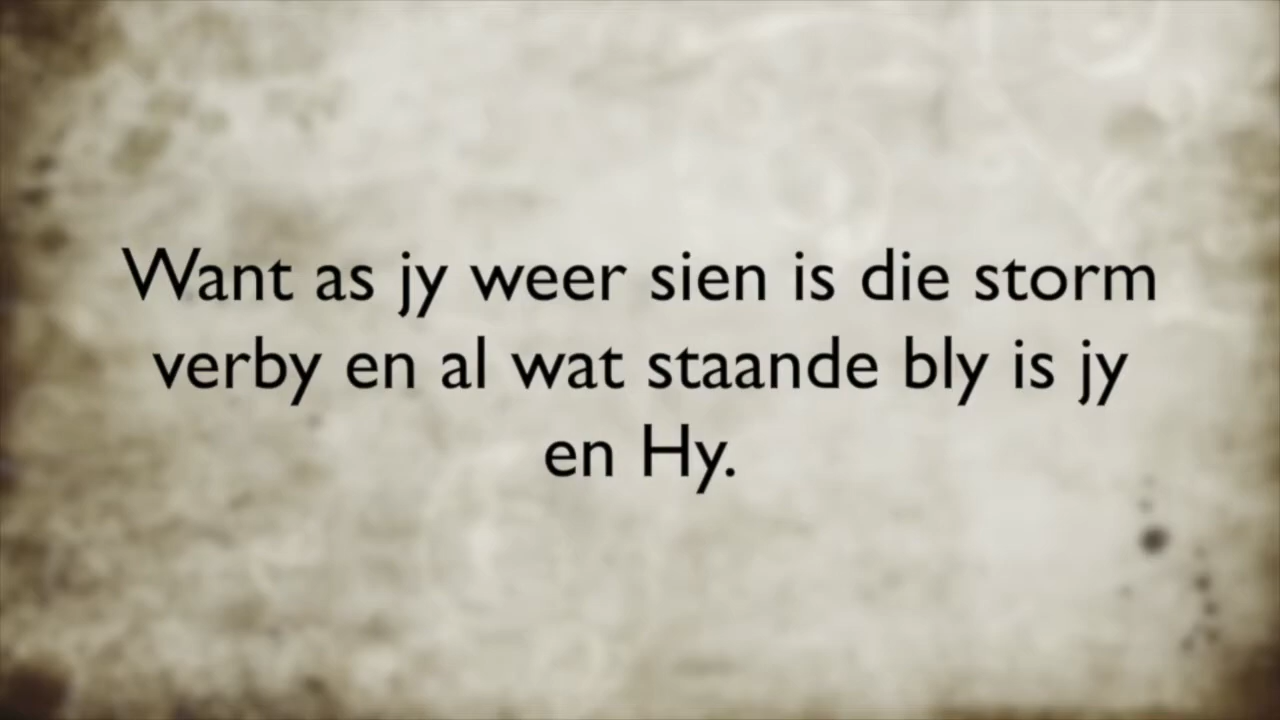 Want as jy weer sien is die storm
verby en al wat staande bly is jy
en Hy.